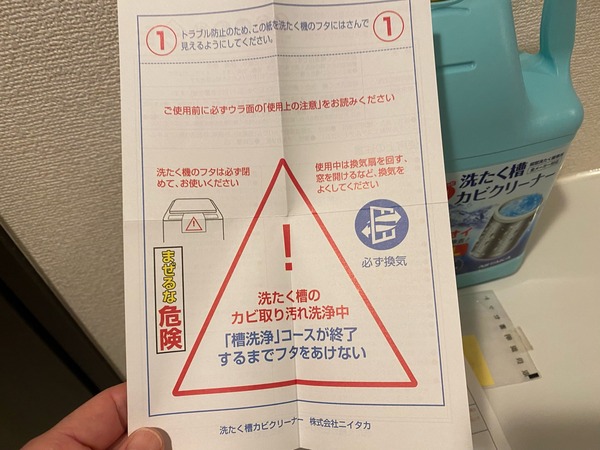 1
トラブル防止のため、この紙を洗たく機のフタにはさんで
見えるようにしてください。
1
ご使用前に必ずウラ面の「使用上の注意」をお読みください
洗たく機のフタは必ず閉
めて、お使いください
使用中は換気扇を回す、
窓を開けるなど、換気を
よくしてください
必ず換気
まぜるな
危険
!
洗たく槽の
カビ取り汚れ洗浄中
「槽洗浄」コースが終了
するまでフタをあけない
洗たく槽カビクリーナー 株式会社ニイタカ
洗たく槽
カビクリーナー